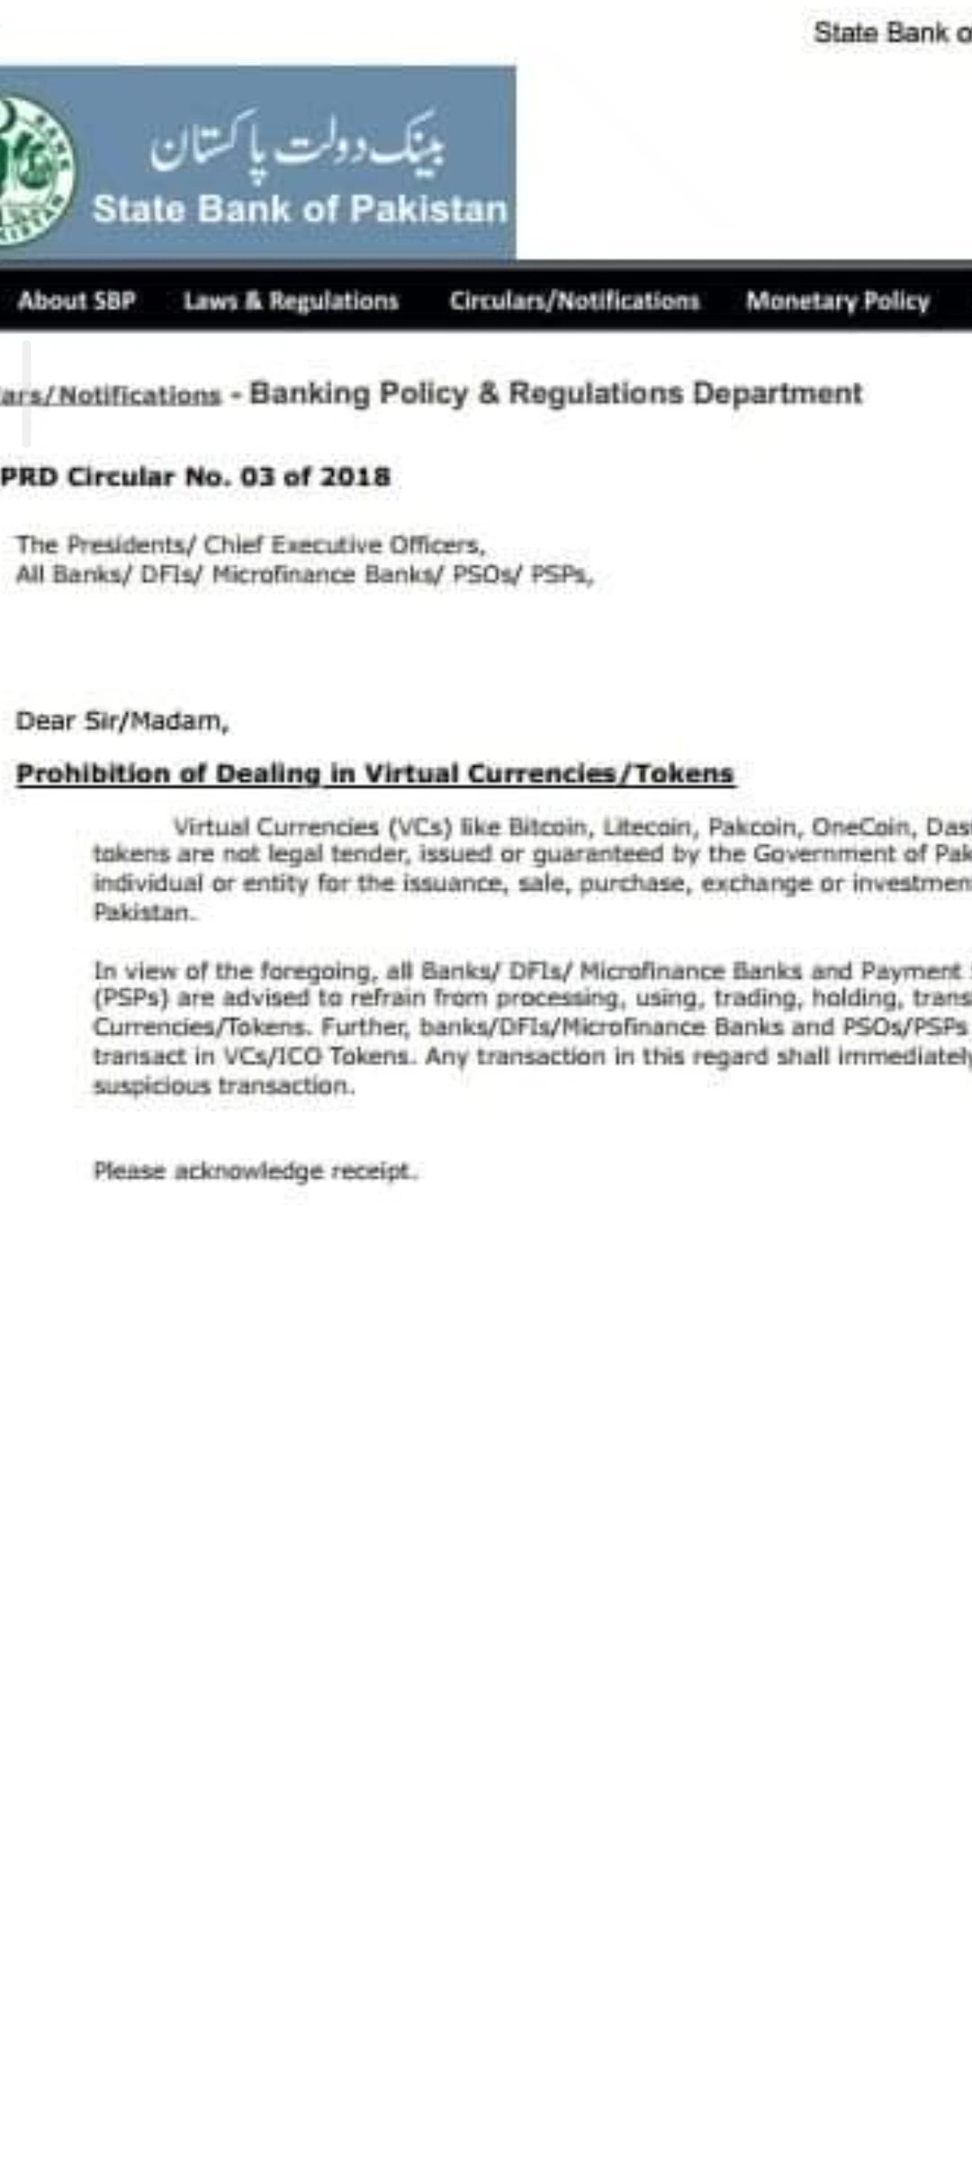 State Bank o
بینک دولت پاکستان
State Bank of Pakistan
About SBP Laws & Regulations Circulars/Notifications Monetary Policy
ars/Notifications - Banking Policy & Regulations Department
PRD Circular No. 03 of 2018
The Presidents/ Chief Executive Officers,
All Banks/ DFIs/ Microfinance Banks/ PSOs/ PSPs,
Dear Sir/Madam,
Prohibition of Dealing in Virtual Currencies/Tokens
Virtual Currencies (VCs) like Bitcoin, Litecoin, Pakcoin, OneCoin, Das
tokens are not legal tender, issued or guaranteed by the Government of Pak
individual or entity for the issuance, sale, purchase, exchange or investmen
Pakistan.
In view of the foregoing, all Banks/ DFIs/ Microfinance Banks and Payment
(PSPs) are advised to refrain from processing, using, trading, holding, trans
Currencies/Tokens. Further, banks/DFIs/Microfinance Banks and PSOs/PSPs
transact in VCs/ICO Tokens. Any transaction in this regard shall immediately
suspicious transaction.
Please acknowledge receipt.